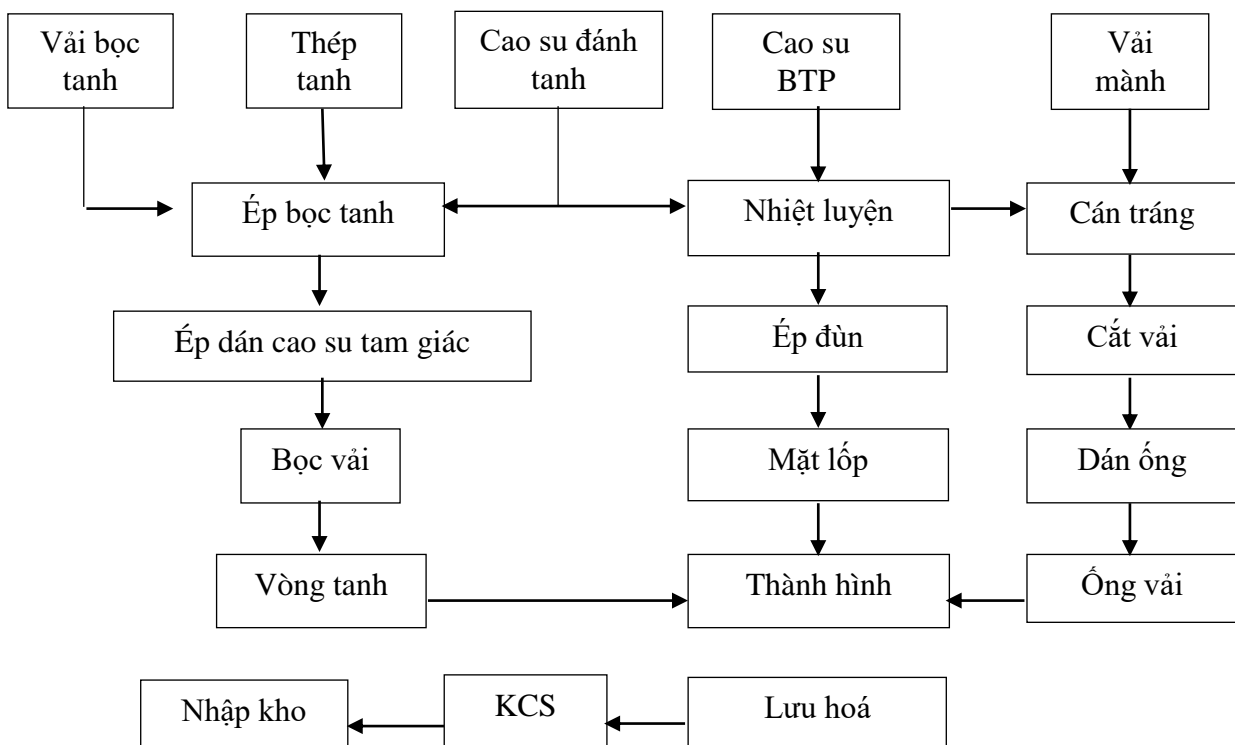 Vải bọc
tanh
Thép
tanh
Cao su đánh
tanh
Cao su
BTP
Vải
mành
Ép bọc tanh
Nhiệt luyện
Cán tráng
Ép dán cao su tam giác
Ép đùn
Cắt vải
Bọc vải
Mặt lốp
Dán ống
Vòng tanh
Thành hình
Ống vải
Nhập kho
KCS
Lưu hoá